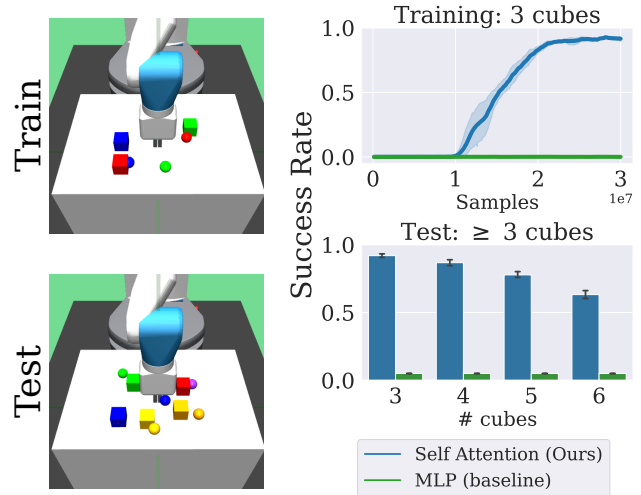 Train
Test
Success Rate
Training: 3 cubes
1.0
0.5
0.0
0 1 2 3
Samples
1e7
Test: ≥ 3 cubes
1.0
0.5
0.0
3 4 5 6
# cubes
Self Attention (Ours)
MLP (baseline)